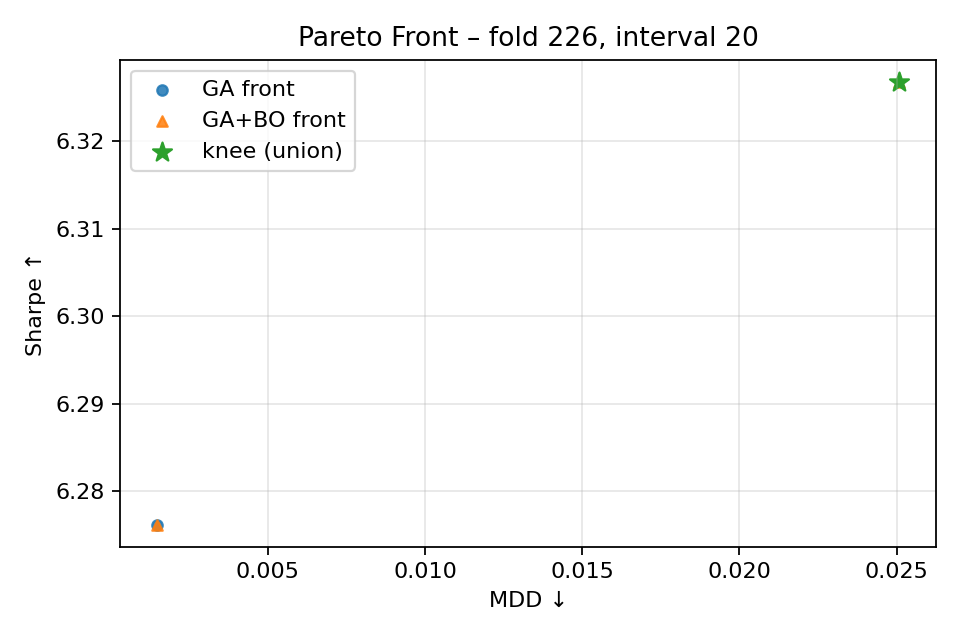 Pareto Front – fold 226, interval 20
GA front
GA+BO front
knee (union)
6.32
6.31
6.30
6.29
6.28
Sharpe ↑
0.005 0.010 0.015 0.020 0.025
MDD ↓